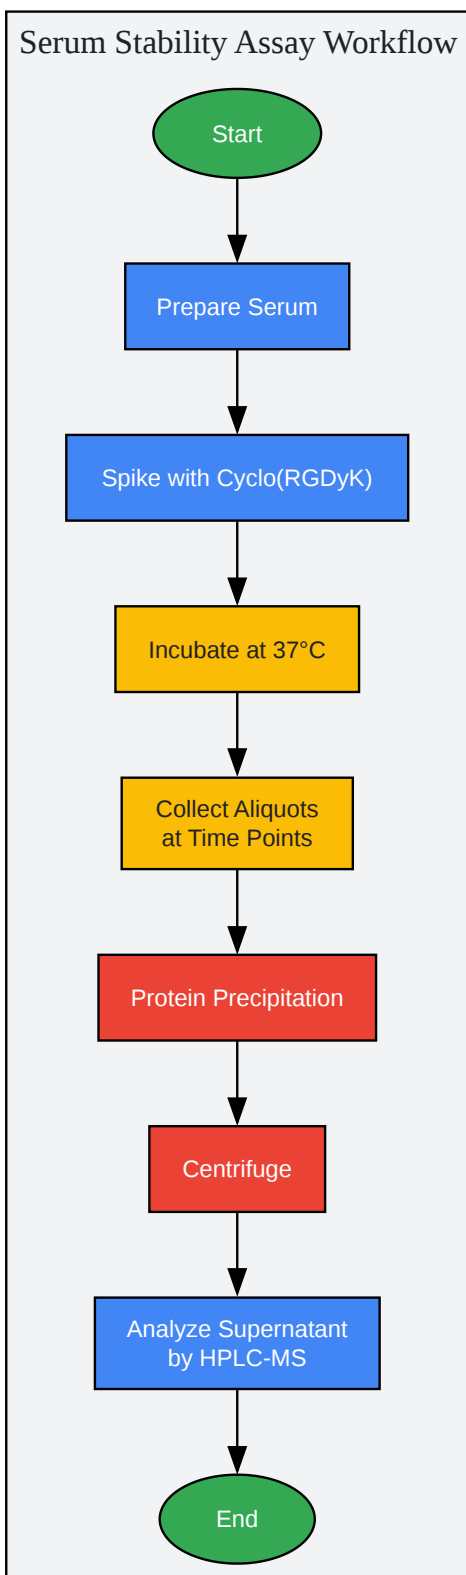 Serum Stability Assay Workflow
Start
Prepare Serum
Spike with Cyclo(RGDyK)
Incubate at 37°C
Collect Aliquots
at Time Points
Protein Precipitation
Centrifuge
Analyze Supernatant
by HPLC-MS
End